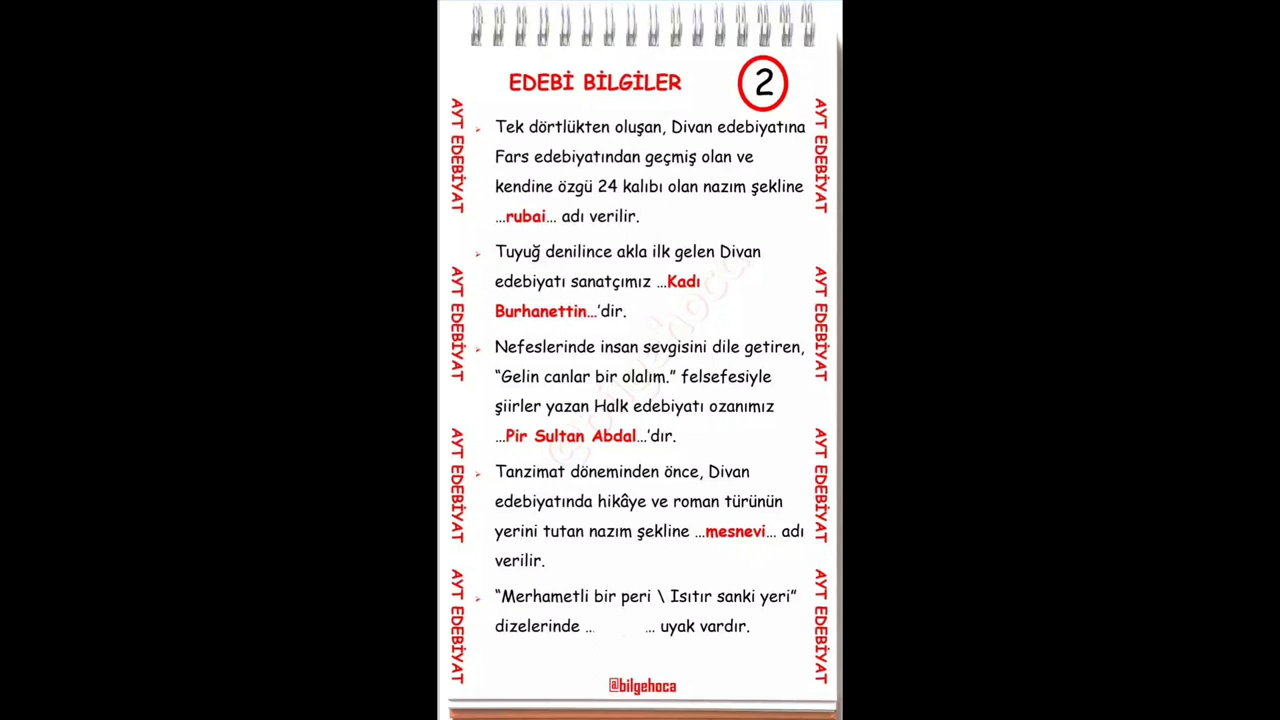 EDEBİ BİLGİLER
2
Tek dörtlükten oluşan, Divan edebiyatına
Fars edebiyatından geçmiş olan ve
kendine özgü 24 kalıbı olan nazım şekline
…rubai… adı verilir.
Tuyuğ denilince akla ilk gelen Divan
edebiyatı sanatçımız …Kadı
Burhanettin…’dir.
Nefeslerinde insan sevgisini dile getiren,
“Gelin canlar bir olalım.” felsefesiyle
şiirler yazan Halk edebiyatı ozanımız
…Pir Sultan Abdal…’dır.
Tanzimat döneminden önce, Divan
edebiyatında hikâye ve roman türünün
yerini tutan nazım şekline …mesnevi… adı
verilir.
“Merhametli bir peri \ Isıtır sanki yeri”
dizelerinde … … uyak vardır.
@bilgehoca
AYT EDEBİYAT
AYT EDEBİYAT
AYT EDEBİYAT
AYT EDEBİYAT
AYT EDEBİYAT
AYT EDEBİYAT
AYT EDEBİYAT
AYT EDEBİYAT
@bilgehoca